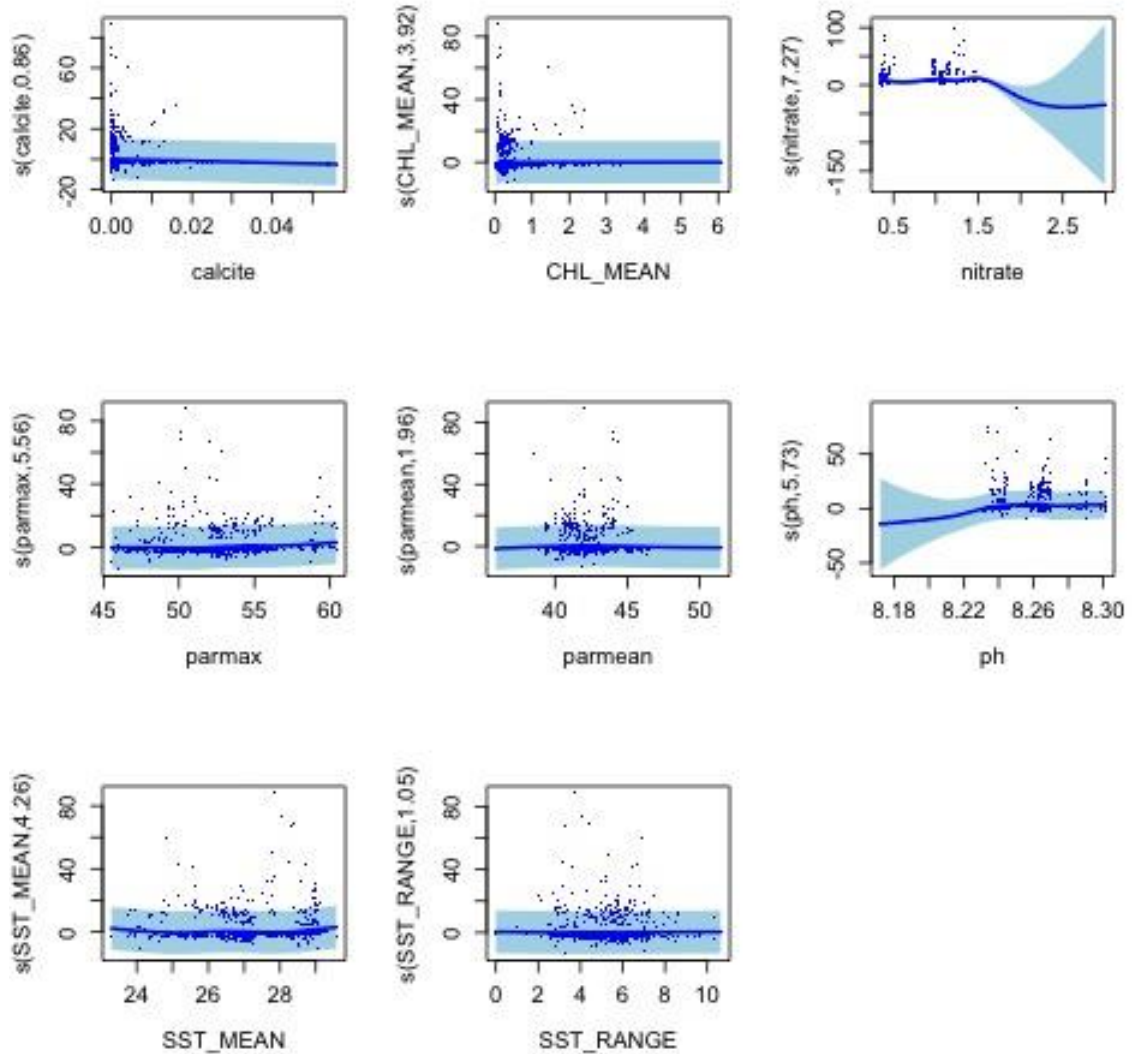 s(calcite,0.86)
60
20
-20
0.00 0.02 0.04
calcite
s(CHL_MEAN,3.92)
80
40
0
0 1 2 3 4 5 6
CHL_MEAN
s(nitrate,7.27)
100
0
-150
0.5 1.5 2.5
nitrate
s(parmax,5.56)
80
40
0
45 50 55 60
parmax
s(parmean,1.96)
80
40
0
40 45 50
parmean
s(ph,5.73)
50
0
-50
8.18 8.22 8.26 8.30
ph
s(SST_MEAN,4.26)
80
40
0
24 26 28
SST_MEAN
s(SST_RANGE,1.05)
80
40
0
0 2 4 6 8 10
SST_RANGE